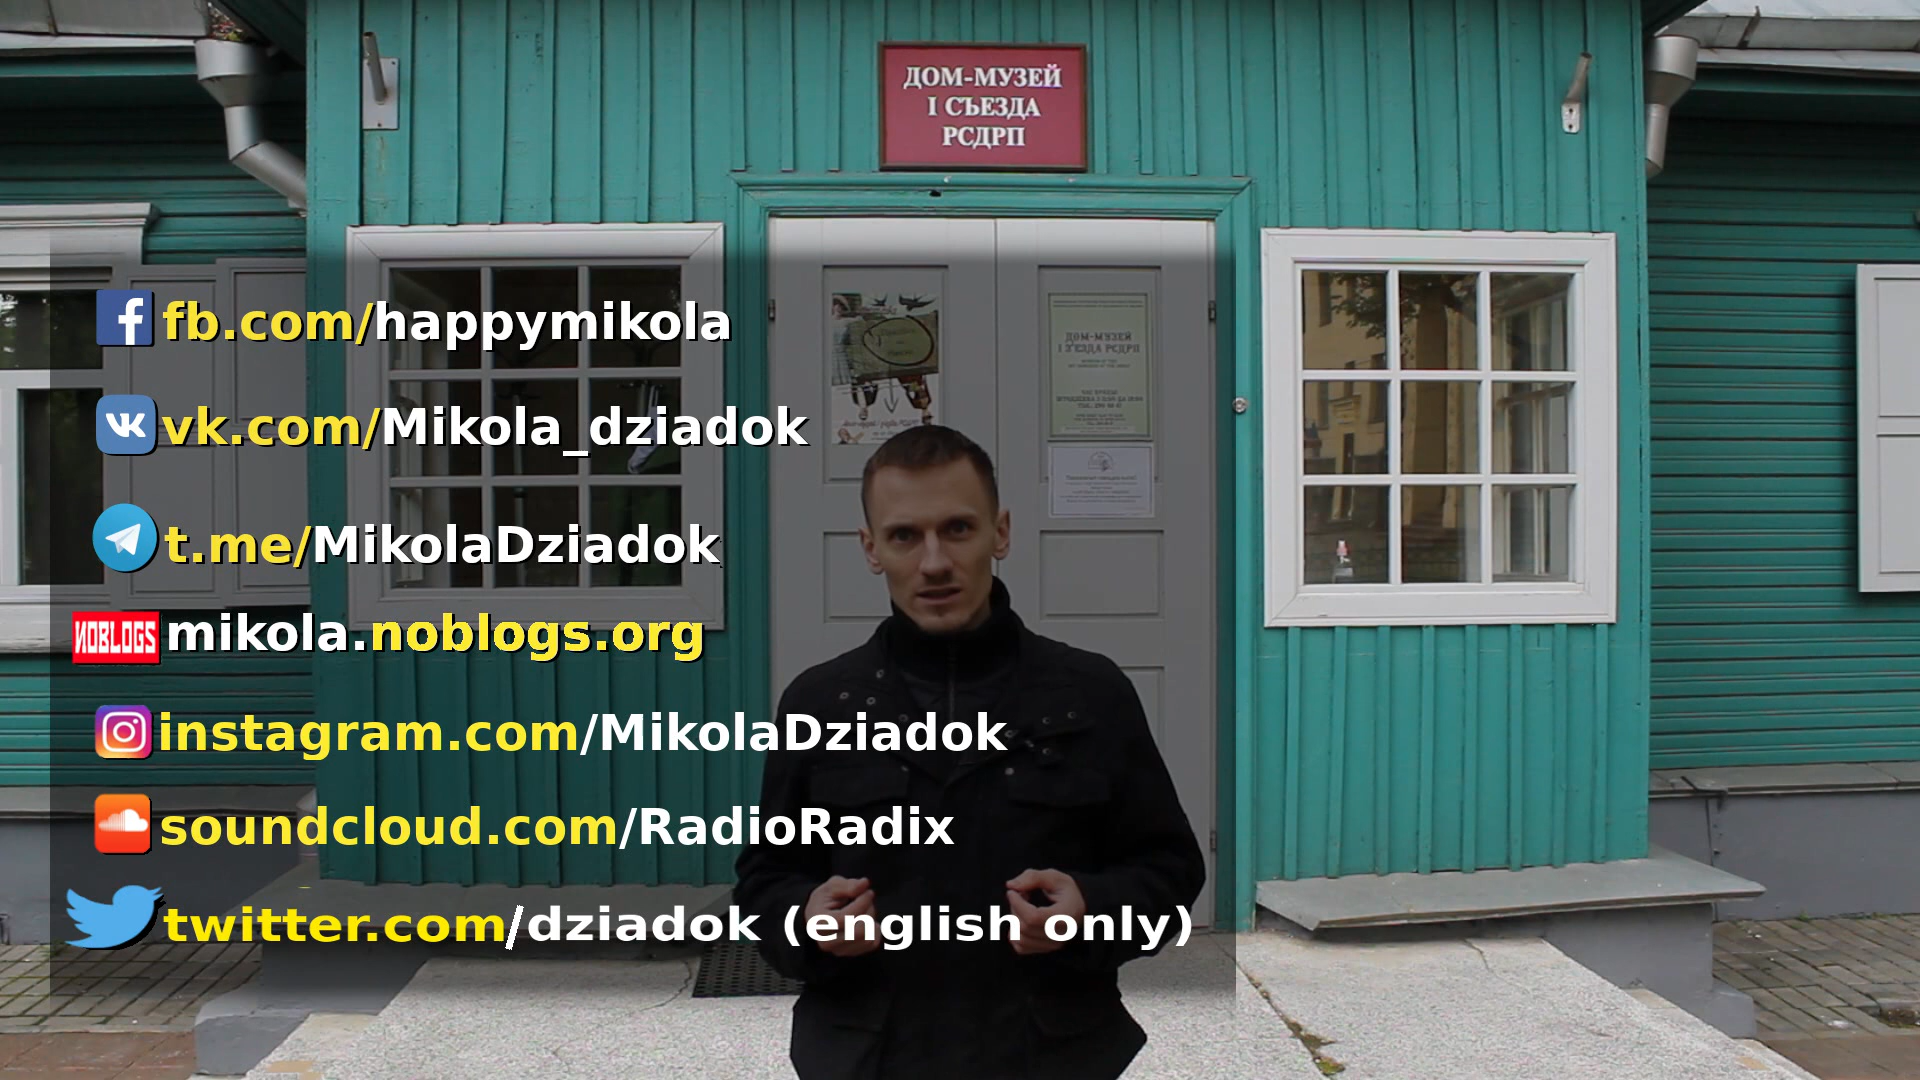 ДОМ-МУЗЕЙ
I СЪЕЗДА
РСДРП
ДОМ-МУЗЕЙ
І З'ЕЗДА РСДРП
fb.com/happymikola
vk.com/Mikola_dziadok
t.me/MikolaDziadok
NOBLOGS mikola.noblogs.org
instagram.com/MikolaDziadok
soundcloud.com/RadioRadix
twitter.com/dziadok (english only)